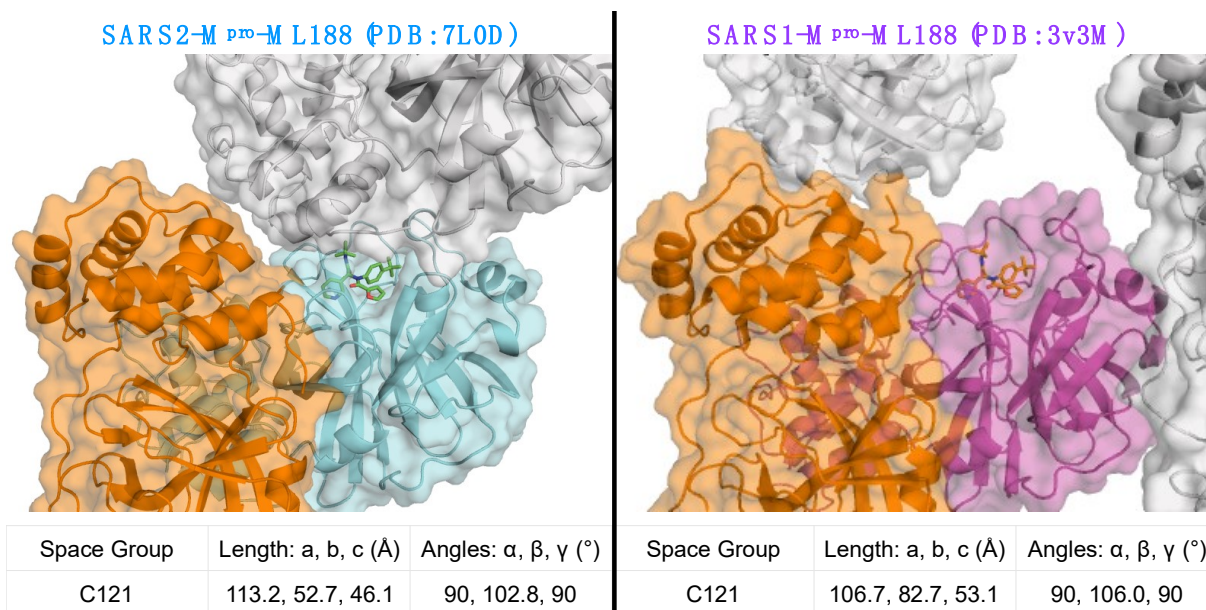 SARS2-Mpro-ML188 (PDB:7L0D)
Space Group Length: a, b, c (Å) Angles: α, β, γ (°)
C121 113.2, 52.7, 46.1 90, 102.8, 90
SARS1-Mpro-ML188 (PDB:3v3M)
Space Group Length: a, b, c (Å) Angles: α, β, γ (°)
C121 106.7, 82.7, 53.1 90, 106.0, 90